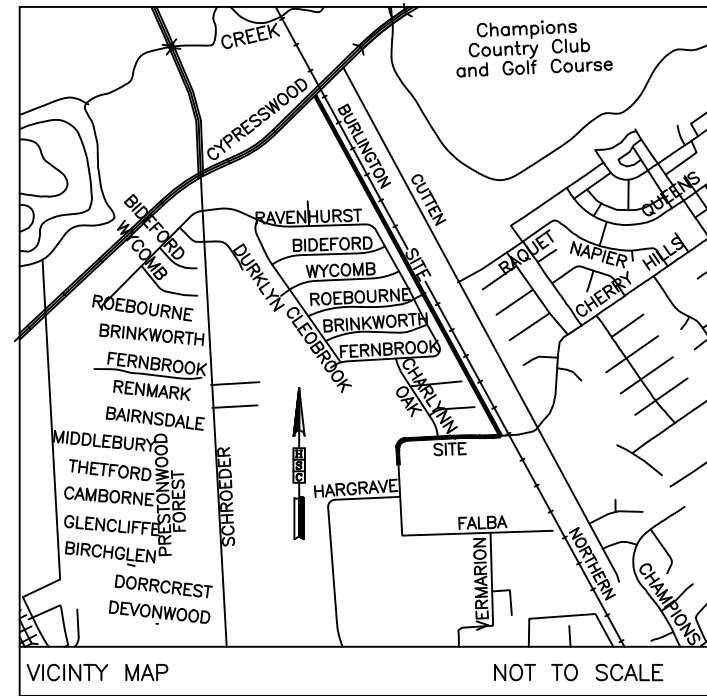 CREEK
Champions
Country Club
and Golf Course
CYPRESSWOOD
BURLINGTON
CUTTEN
QUEENS
BIDEFORD
WYCOMB
RAVENHURST
BIDEFORD
WYCOMB
ROEBOURNE
BRINKWORTH
FERNBROOK
DURKLYN
CLEOBROOK
SITE
RAQUET
NAPIER
CHERRY HILLS
ROEBOURNE
BRINKWORTH
FERNBROOK
RENMARK
BAIRNSDALE
MIDDLEBURY
THETFORD
CAMBORNE
GLENCLIFFE
BIRCHGLEN
DORRCREST
DEVONWOOD
PRESTONWOOD
FOREST
SCHROEDER
HSC
CHARLYNN
OAK
SITE
HARGRAVE
FALBA
VERMARION
NORTHERN
CHAMPIONS
VICINTY MAP
NOT TO SCALE